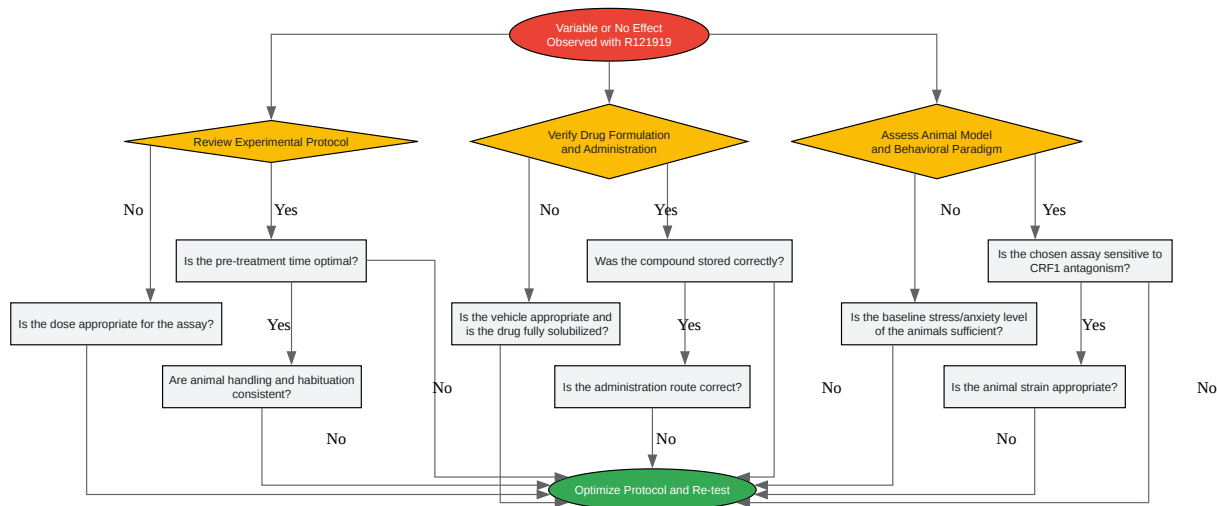 Variable or No Effect
Observed with R121919
Review Experimental Protocol
Verify Drug Formulation
and Administration
Assess Animal Model
and Behavioral Paradigm
No
Yes
No
Yes
No
Yes
Is the pre-treatment time optimal?
Was the compound stored correctly?
Is the chosen assay sensitive to
CRF1 antagonism?
Is the dose appropriate for the assay?
Yes
Is the vehicle appropriate and
is the drug fully solubilized?
Yes
Is the baseline stress/anxiety level
of the animals sufficient?
Yes
Are animal handling and habituation
consistent?
No
Is the administration route correct?
No
Is the animal strain appropriate?
No
No
No
No
Optimize Protocol and Re-test